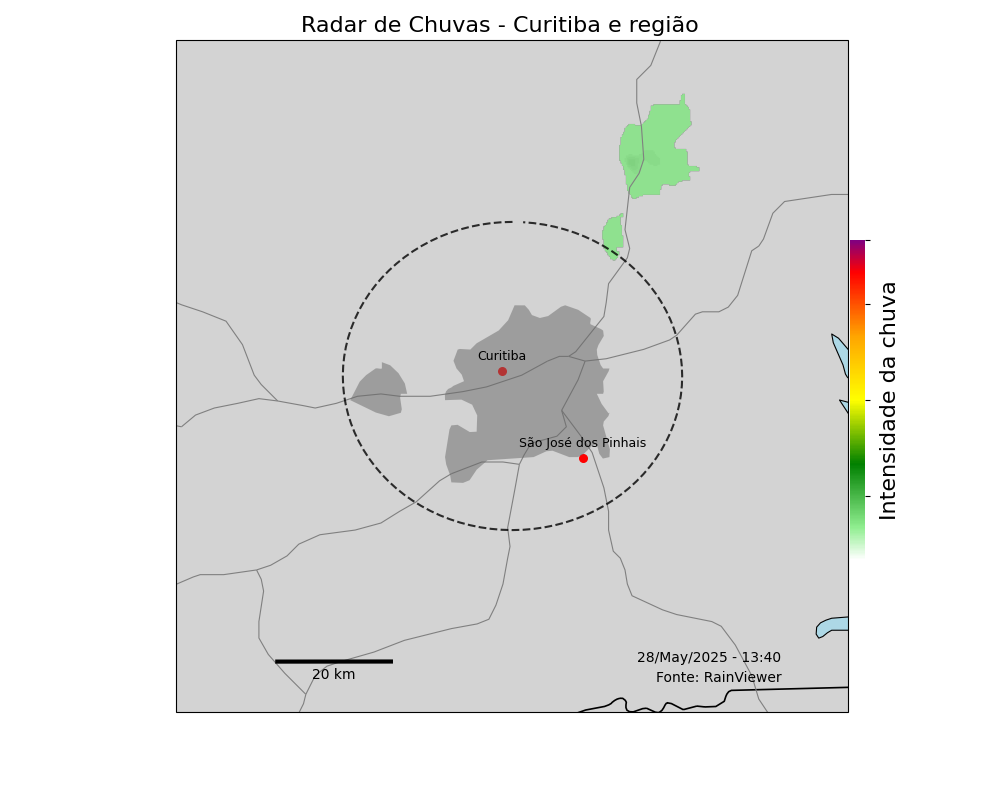 Radar de Chuvas - Curitiba e região
Curitiba
São José dos Pinhais
Intensidade da chuva
28/May/2025 - 13:40
20 km
Fonte: RainViewer